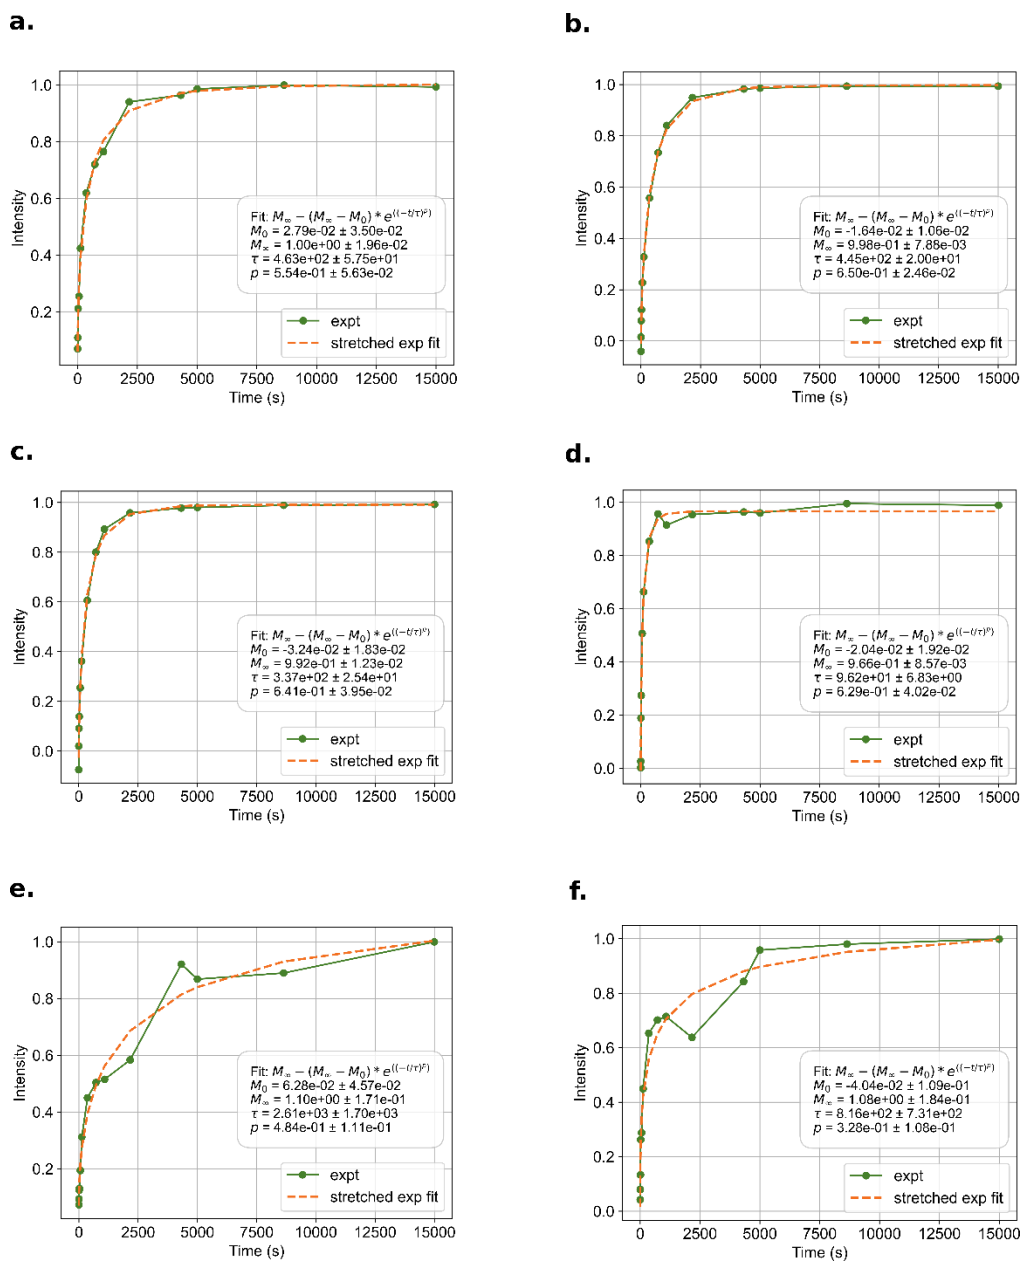 a.
1.0
0.8
0.6
0.4
0.2
Intensity
Fit: M∞ − (M∞ − M0) * e^((−t/τ)^p)
M0 = 2.79e-02 ± 3.50e-02
M∞ = 1.00e+00 ± 1.96e-02
τ = 4.63e+02 ± 5.75e+01
p = 5.54e-01 ± 5.63e-02
expt
stretched exp fit
0 2500 5000 7500 10000 12500 15000
Time (s)
b.
1.0
0.8
0.6
0.4
0.2
0.0
Intensity
Fit: M∞ − (M∞ − M0) * e^((−t/τ)^p)
M0 = -1.64e-02 ± 1.06e-02
M∞ = 9.98e-01 ± 7.88e-03
τ = 4.45e+02 ± 2.00e+01
p = 6.50e-01 ± 2.46e-02
expt
stretched exp fit
0 2500 5000 7500 10000 12500 15000
Time (s)
c.
1.0
0.8
0.6
0.4
0.2
0.0
Intensity
Fit: M∞ − (M∞ − M0) * e^((−t/τ)^p)
M0 = -3.24e-02 ± 1.83e-02
M∞ = 9.92e-01 ± 1.23e-02
τ = 3.37e+02 ± 2.54e+01
p = 6.41e-01 ± 3.95e-02
expt
stretched exp fit
0 2500 5000 7500 10000 12500 15000
Time (s)
d.
1.0
0.8
0.6
0.4
0.2
0.0
Intensity
Fit: M∞ − (M∞ − M0) * e^((−t/τ)^p)
M0 = -2.04e-02 ± 1.92e-02
M∞ = 9.66e-01 ± 8.57e-03
τ = 9.62e+01 ± 6.83e+00
p = 6.29e-01 ± 4.02e-02
expt
stretched exp fit
0 2500 5000 7500 10000 12500 15000
Time (s)
e.
1.0
0.8
0.6
0.4
0.2
Intensity
Fit: M∞ − (M∞ − M0) * e^((−t/τ)^p)
M0 = 6.28e-02 ± 4.57e-02
M∞ = 1.10e+00 ± 1.71e-01
τ = 2.61e+03 ± 1.70e+03
p = 4.84e-01 ± 1.11e-01
expt
stretched exp fit
0 2500 5000 7500 10000 12500 15000
Time (s)
f.
1.0
0.8
0.6
0.4
0.2
0.0
Intensity
Fit: M∞ − (M∞ − M0) * e^((−t/τ)^p)
M0 = -4.04e-02 ± 1.09e-01
M∞ = 1.08e+00 ± 1.84e-01
τ = 8.16e+02 ± 7.31e+02
p = 3.28e-01 ± 1.08e-01
expt
stretched exp fit
0 2500 5000 7500 10000 12500 15000
Time (s)